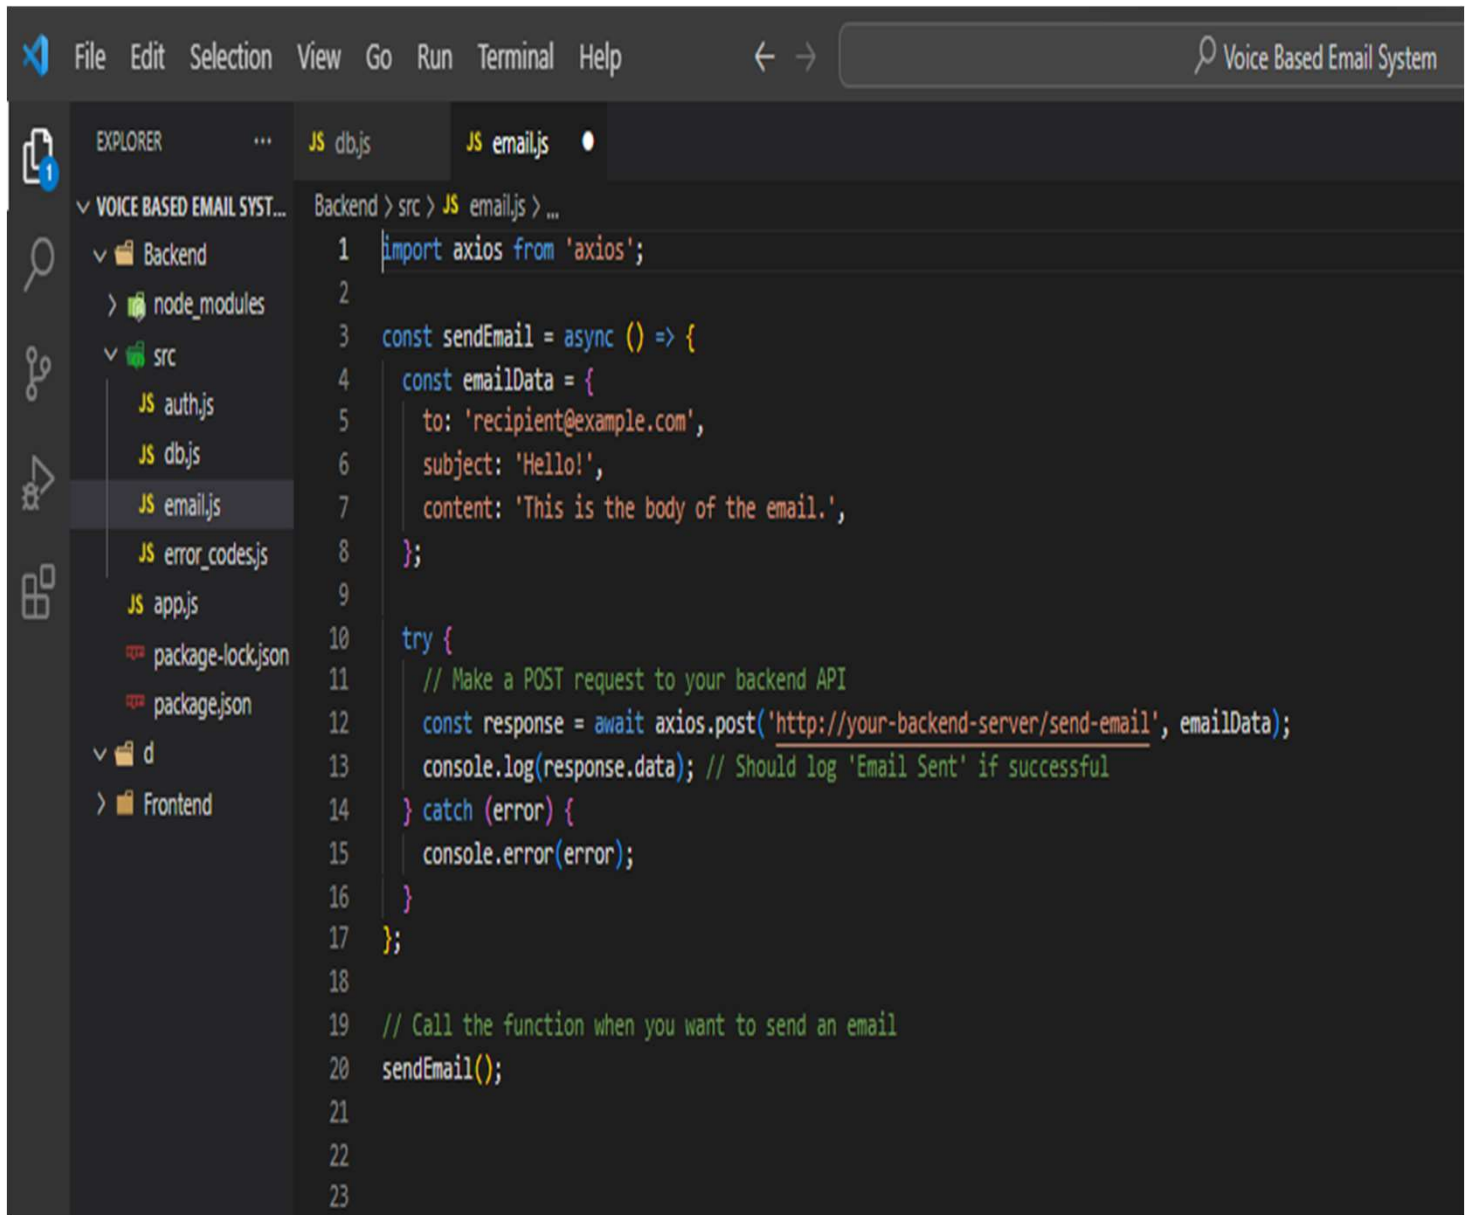 File Edit Selection View Go Run Terminal Help
Voice Based Email System
EXPLORER ...
1
VOICE BASED EMAIL SYST...
Backend
node_modules
src
JS auth.js
JS db.js
JS email.js
JS error_codes.js
JS app.js
package-lock.json
package.json
d
Frontend
JS db.js
JS email.js
Backend > src > JS email.js > ...
1 import axios from 'axios';
2
3 const sendEmail = async () => {
4 const emailData = {
5 to: 'recipient@example.com',
6 subject: 'Hello!',
7 content: 'This is the body of the email.',
8 };
9
10 try {
11 // Make a POST request to your backend API
12 const response = await axios.post('http://your-backend-server/send-email', emailData);
13 console.log(response.data); // Should log 'Email Sent' if successful
14 } catch (error) {
15 console.error(error);
16 }
17 };
18
19 // Call the function when you want to send an email
20 sendEmail();
21
22
23